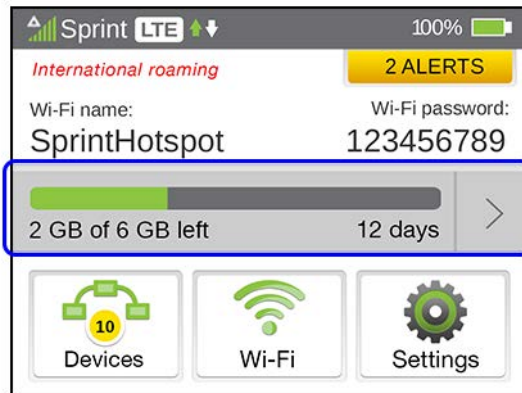 Sprint LTE 100%
International roaming 2 ALERTS
Wi-Fi name: Wi-Fi password:
SprintHotspot 123456789
2 GB of 6 GB left 12 days
10
Devices Wi-Fi Settings